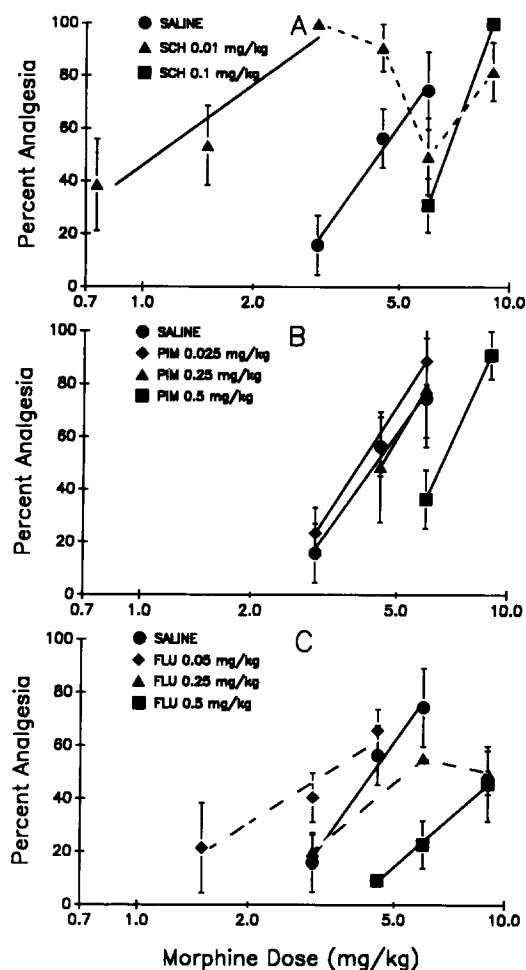 A
SALINE
SCH 0.01 mg/kg
SCH 0.1 mg/kg
Percent Analgesia
100
80
60
40
20
0
0.7
1.0
2.0
5.0
10.0
B
SALINE
PIM 0.025 mg/kg
PIM 0.25 mg/kg
PIM 0.5 mg/kg
Percent Analgesia
100
80
60
40
20
0
0.7
1.0
2.0
5.0
10.0
C
SALINE
FLU 0.05 mg/kg
FLU 0.25 mg/kg
FLU 0.5 mg/kg
Percent Analgesia
100
80
60
40
20
0
0.7
1.0
2.0
5.0
10.0
Morphine Dose (mg/kg)